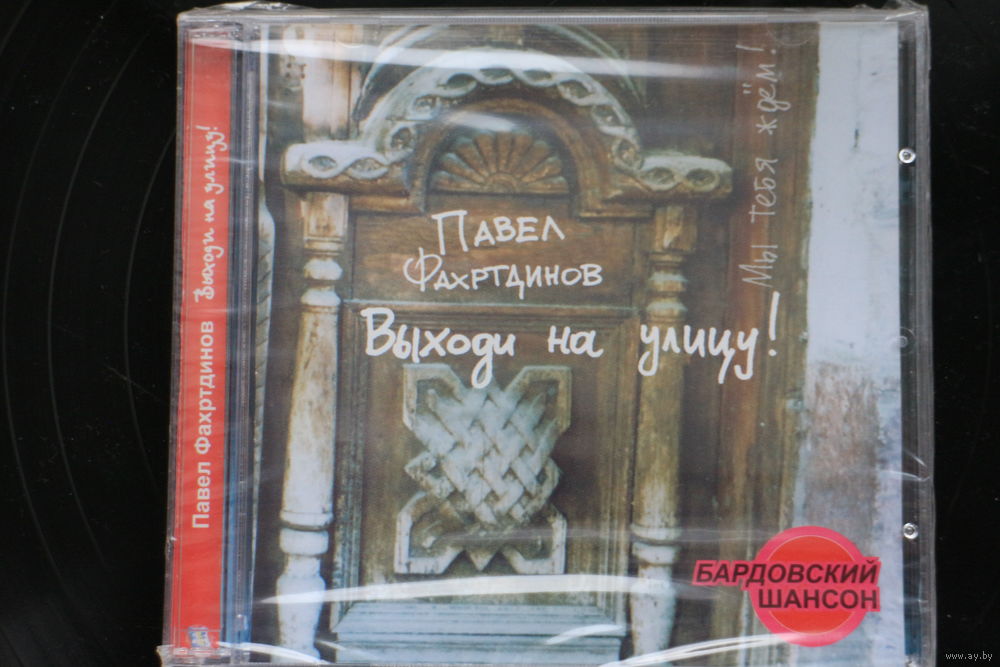 Павел Фахртдинов Выходи на улицу!
Мы тебя ждём!
Павел
Фахртдинов
Выходи на улицу!
БАРДОВСКИЙ
ШАНСОН
www.ay.by